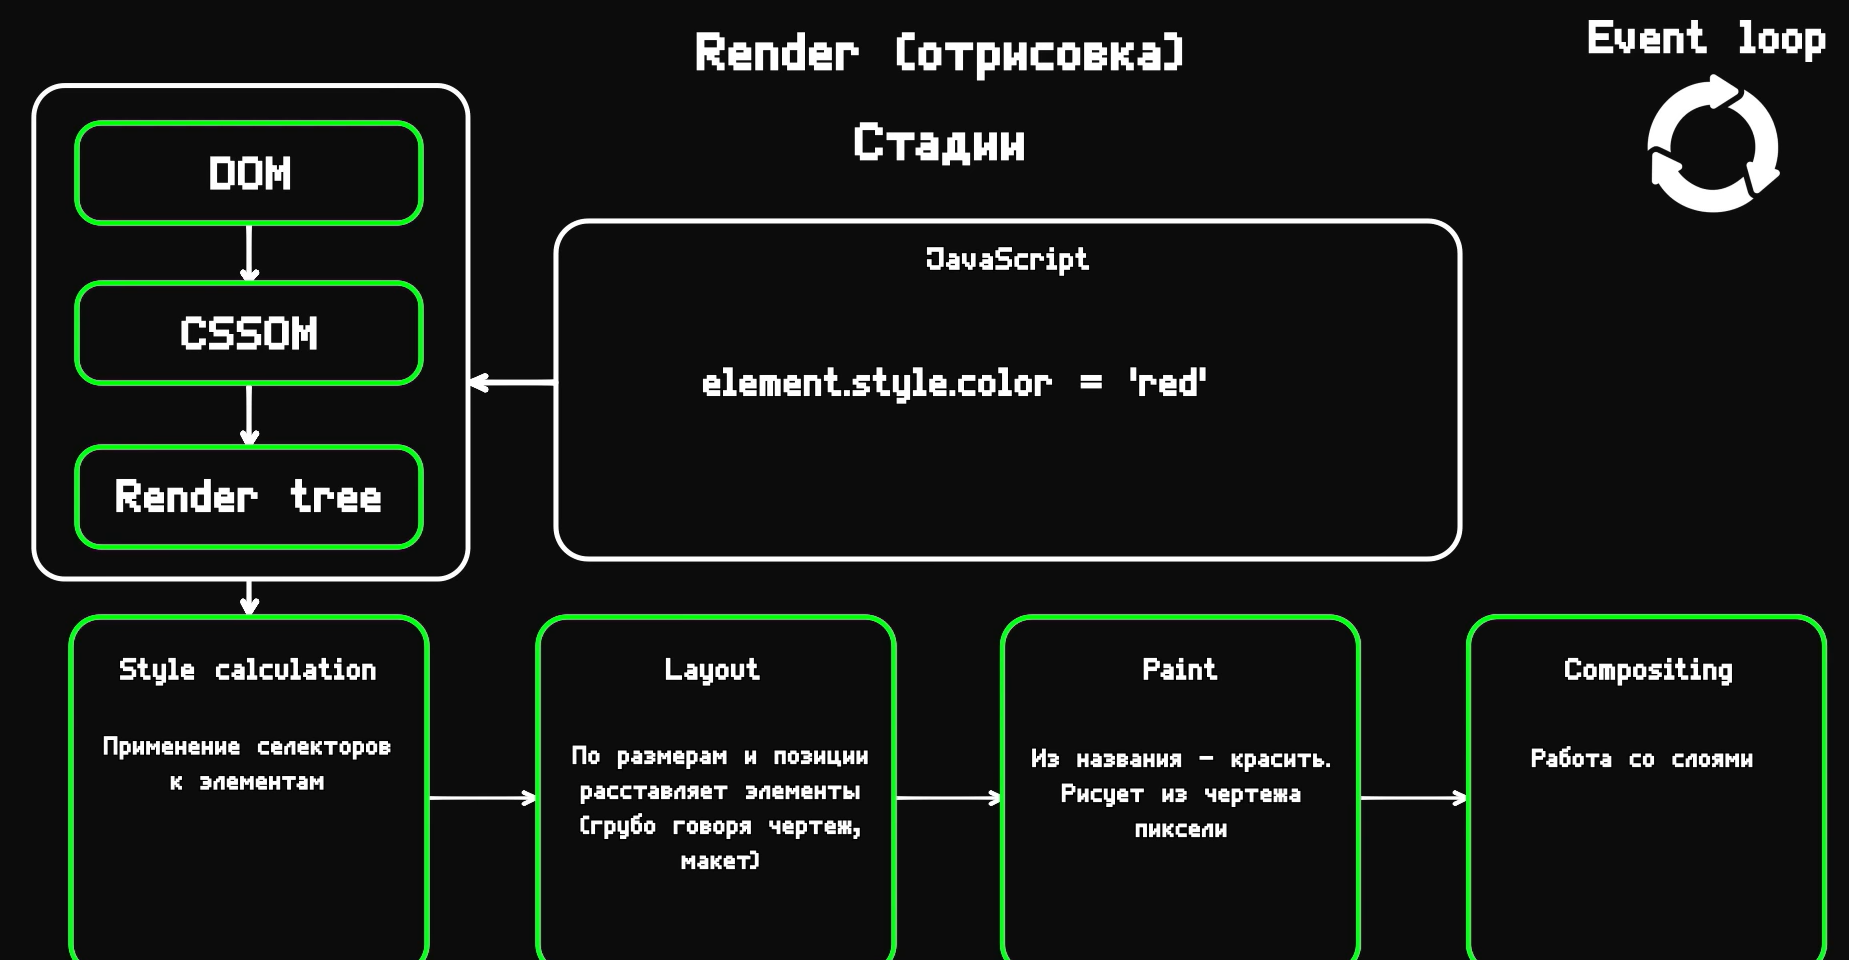 Render (отрисовка)
Event loop
Стадии
DOM
CSSOM
Render tree
JavaScript
element.style.color = 'red'
Style calculation
Применение селекторов
к элементам
Layout
По размерам и позиции
расставляет элементы
(грубо говоря чертеж,
макет)
Paint
Из названия - красить.
Рисует из чертежа
пиксели
Compositing
Работа со слоями